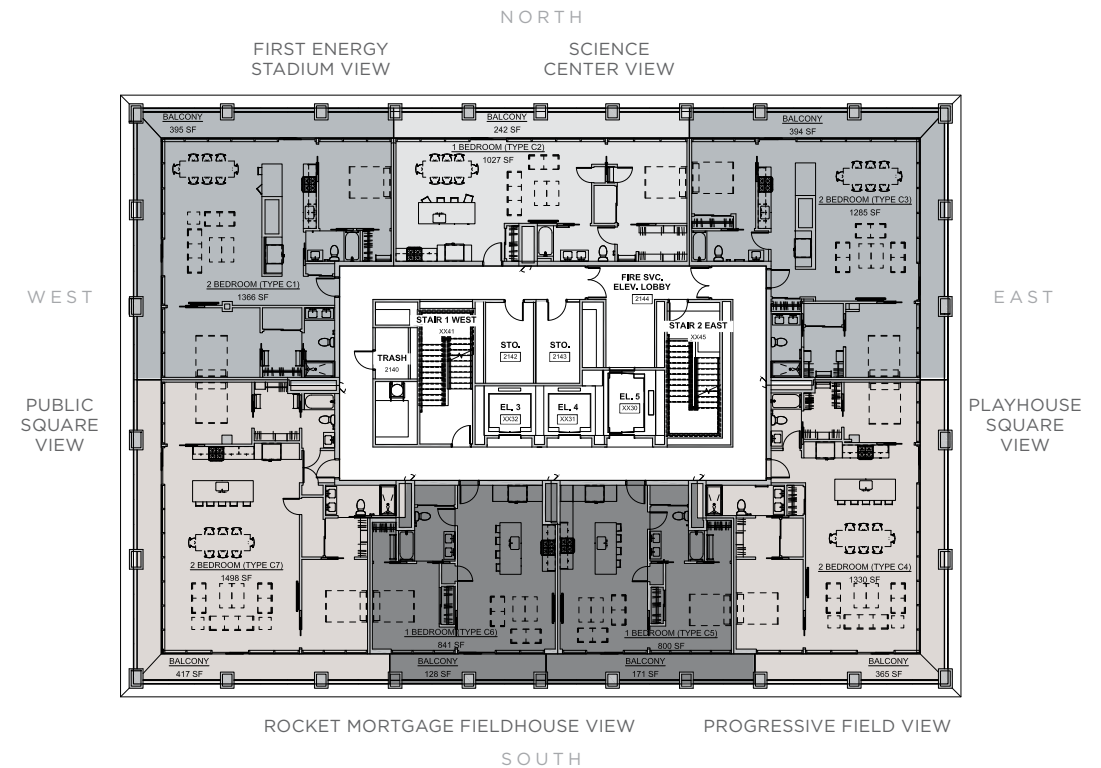 NORTH
FIRST ENERGY
STADIUM VIEW
SCIENCE
CENTER VIEW
BALCONY
395 SF
BALCONY
242 SF
BALCONY
394 SF
1 BEDROOM (TYPE C2)
1027 SF
2 BEDROOM (TYPE C3)
1285 SF
2 BEDROOM (TYPE C1)
1366 SF
FIRE SVC.
ELEV. LOBBY
2144
WEST
EAST
STAIR 1 WEST
XX41
STO.
2142
STO.
2143
STAIR 2 EAST
XX45
TRASH
2140
EL. 3
XX32
EL. 4
XX31
EL. 5
XX30
PUBLIC
SQUARE
VIEW
PLAYHOUSE
SQUARE
VIEW
2 BEDROOM (TYPE C7)
1498 SF
2 BEDROOM (TYPE C4)
1330 SF
1 BEDROOM (TYPE C6)
841 SF
1 BEDROOM (TYPE C5)
800 SF
BALCONY
417 SF
BALCONY
128 SF
BALCONY
171 SF
BALCONY
365 SF
ROCKET MORTGAGE FIELDHOUSE VIEW
PROGRESSIVE FIELD VIEW
SOUTH